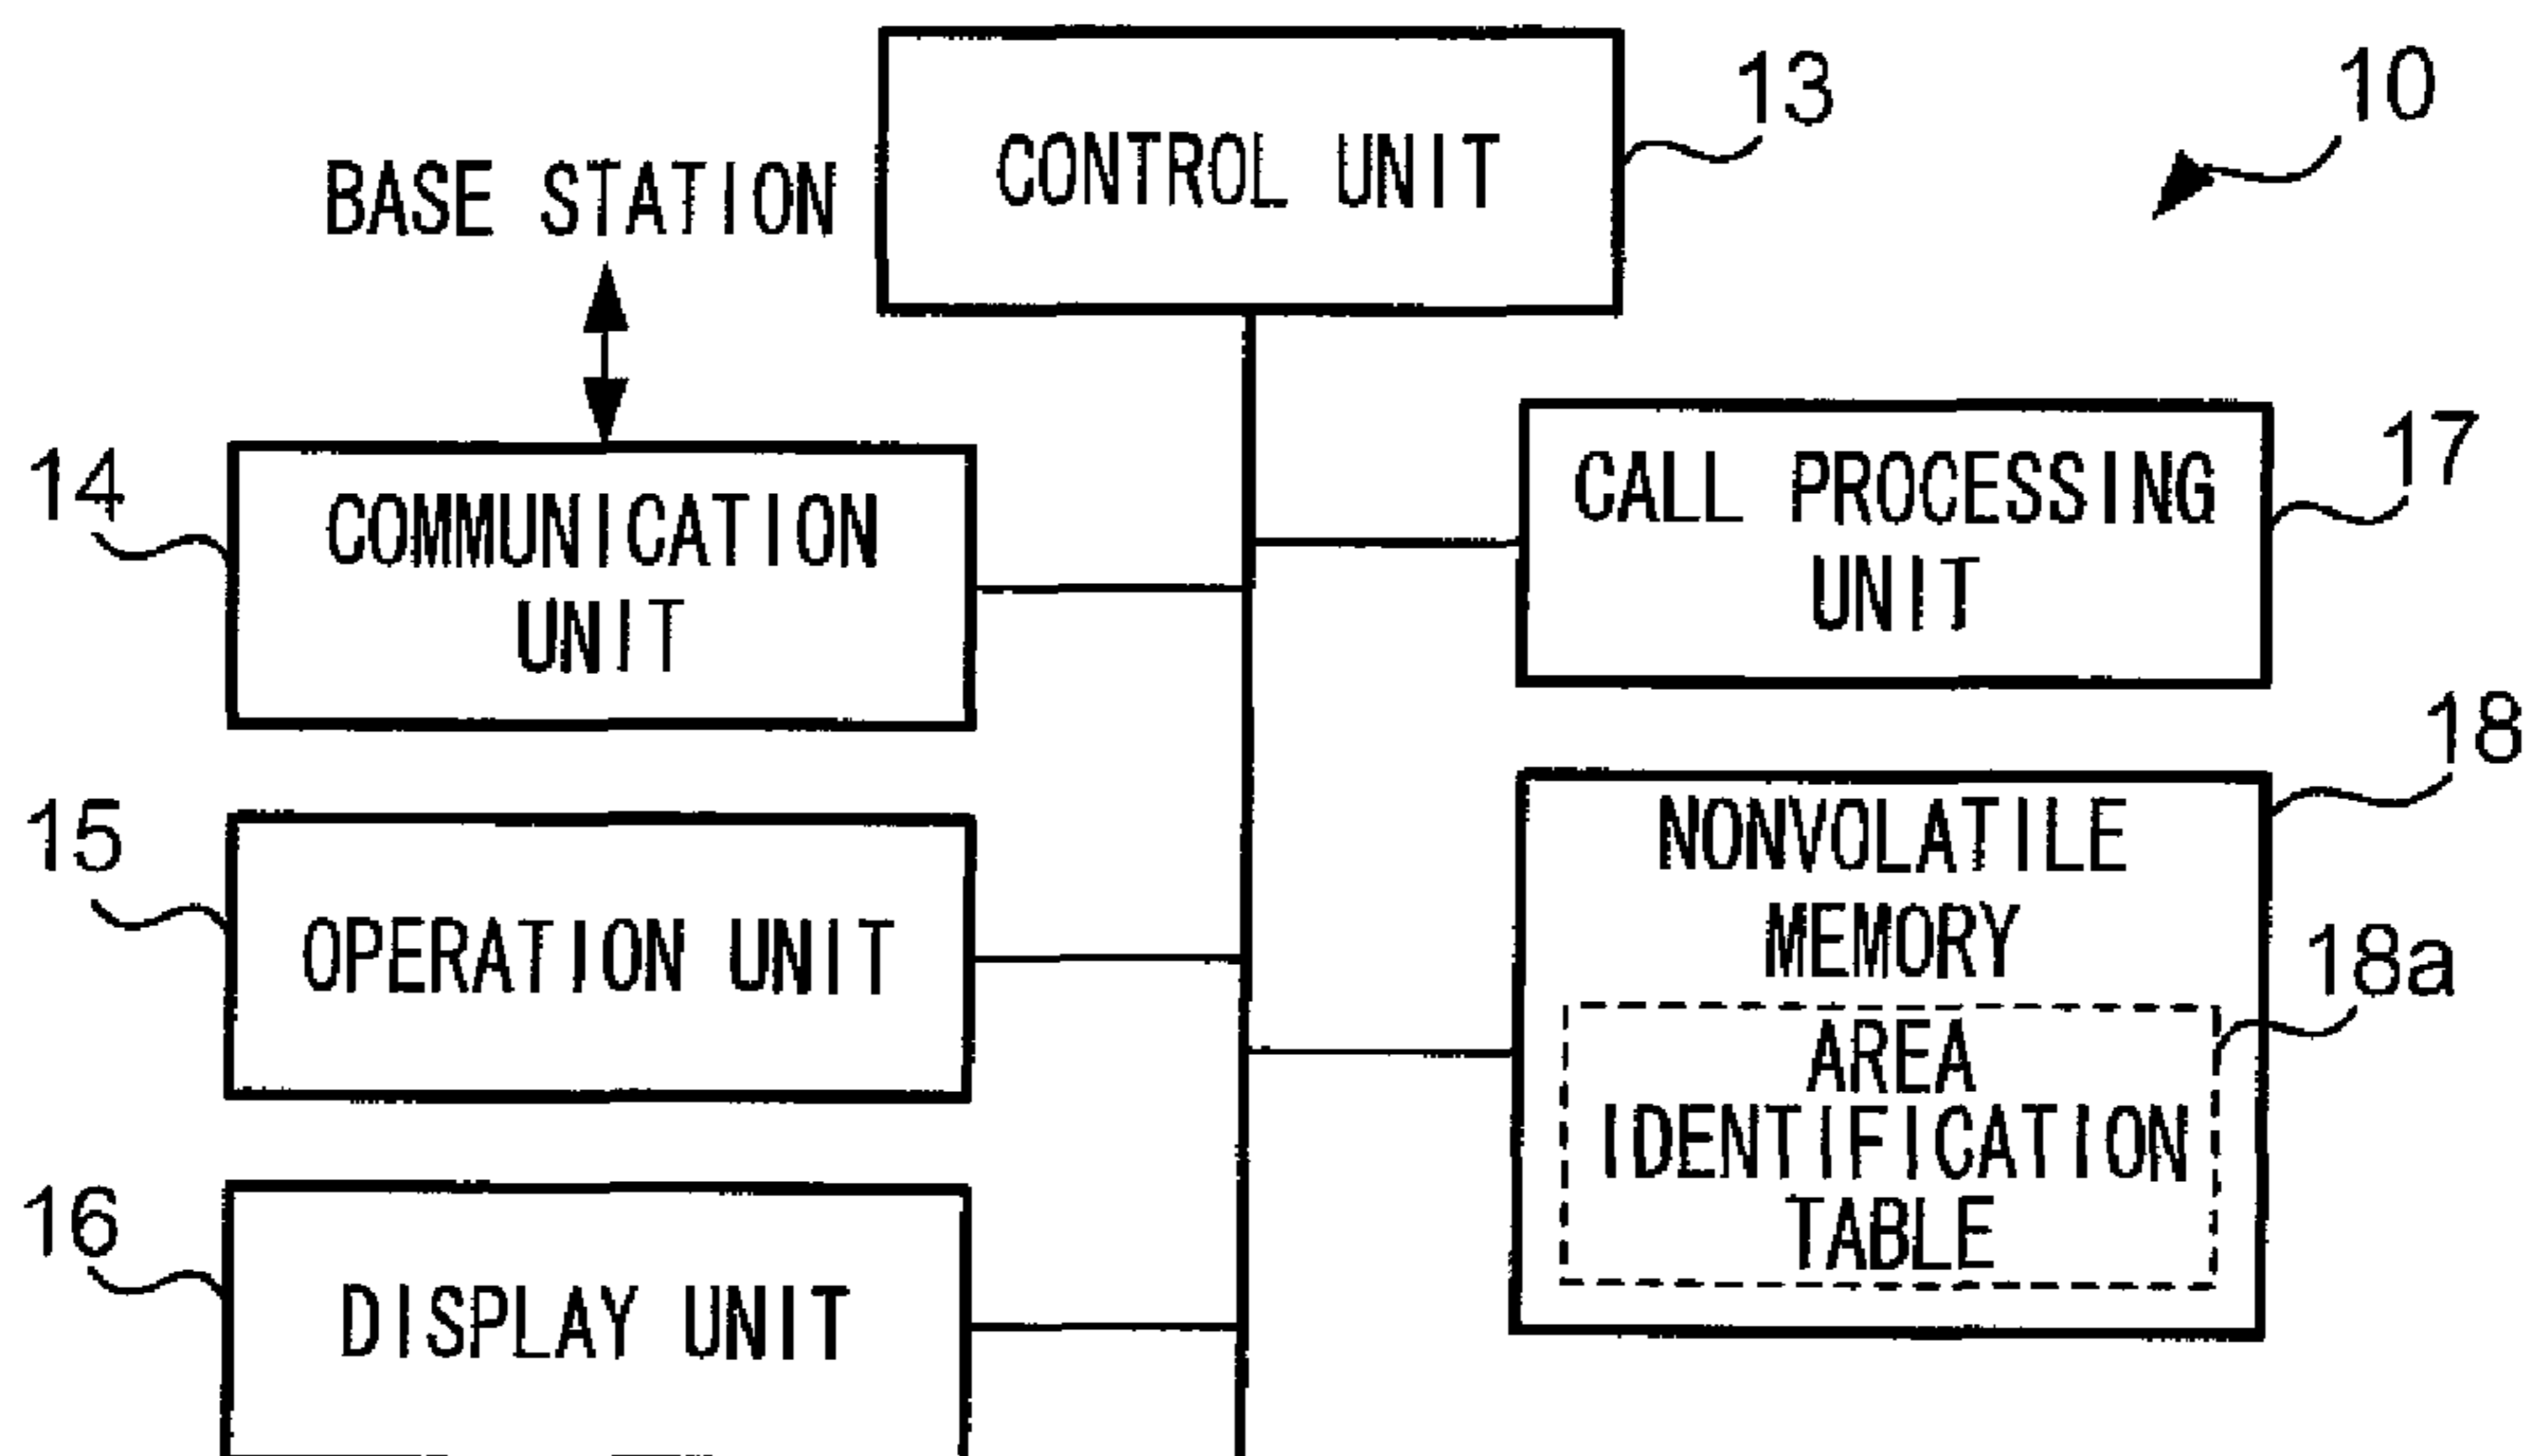 CONTROL UNIT
13
10
BASE STATION
14
COMMUNICATION
UNIT
CALL PROCESSING
UNIT
17
15
OPERATION UNIT
18
NONVOLATILE
MEMORY
18a
AREA
IDENTIFICATION
TABLE
16
DISPLAY UNIT